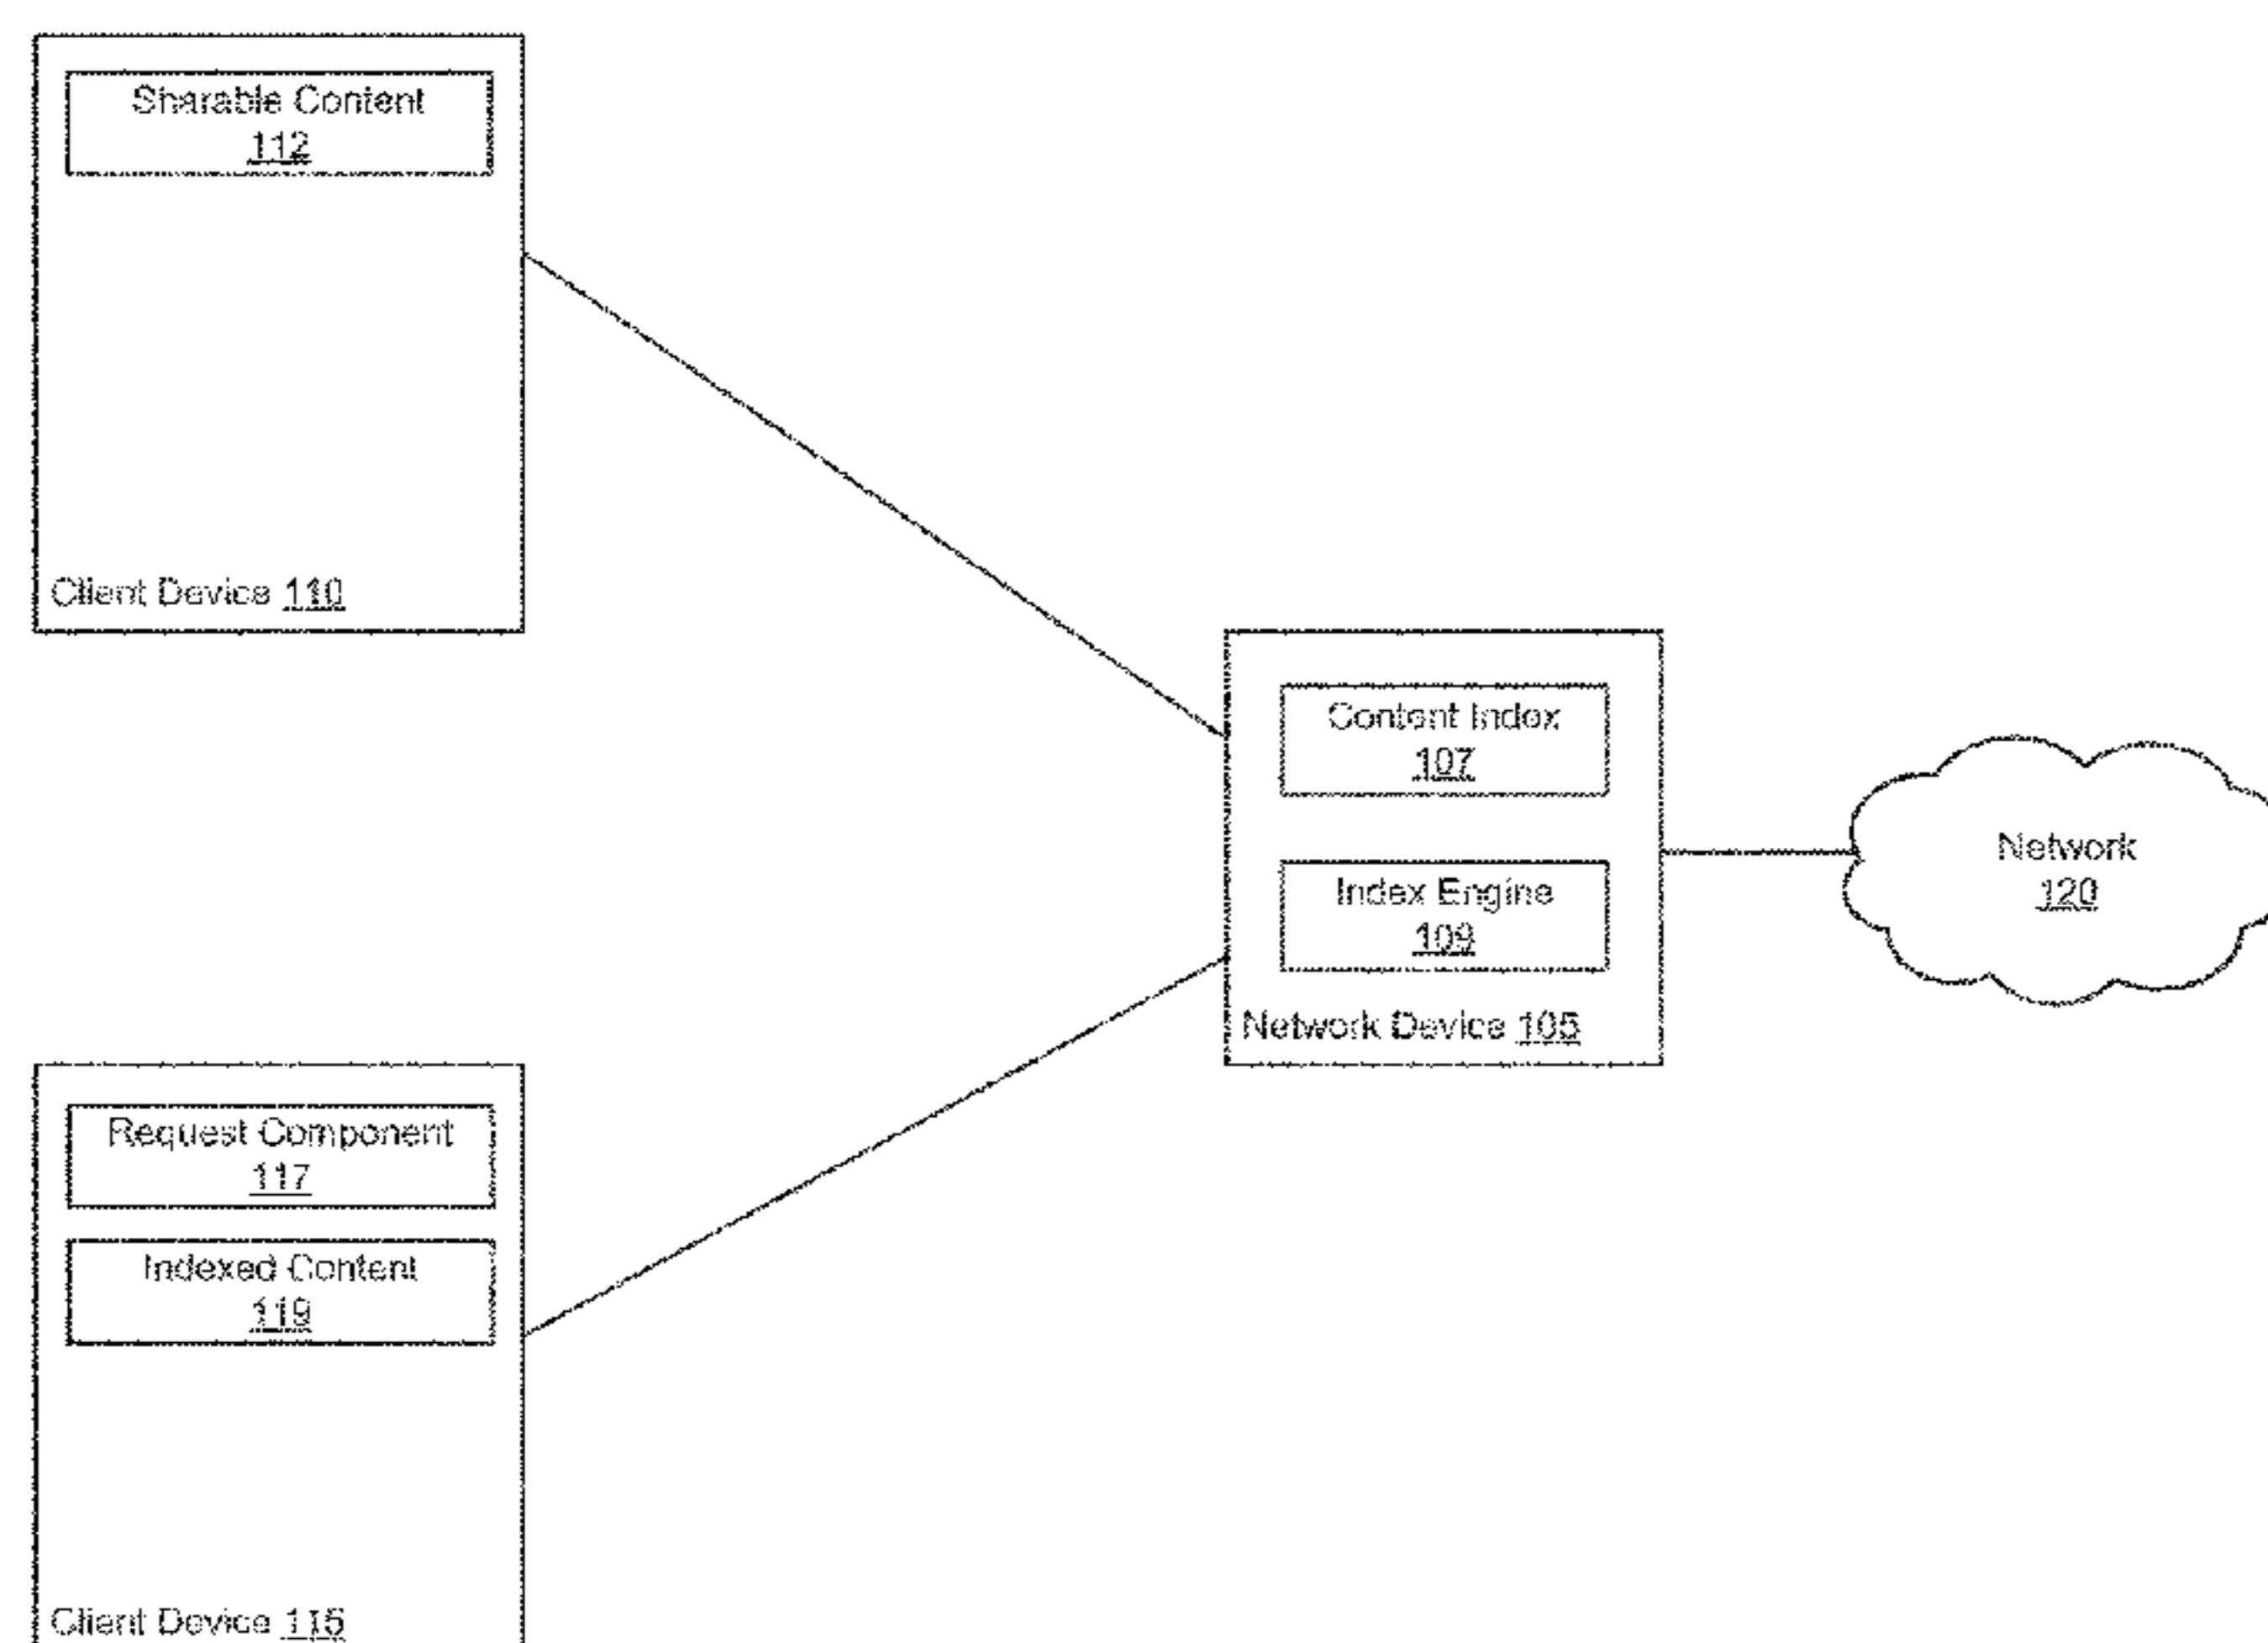 Sharable Content
112
Client Device 110
Content Index
107
Index Engine
109
Network Device 105
Network
120
Request Component
117
Indexed Content
119
Client Device 115